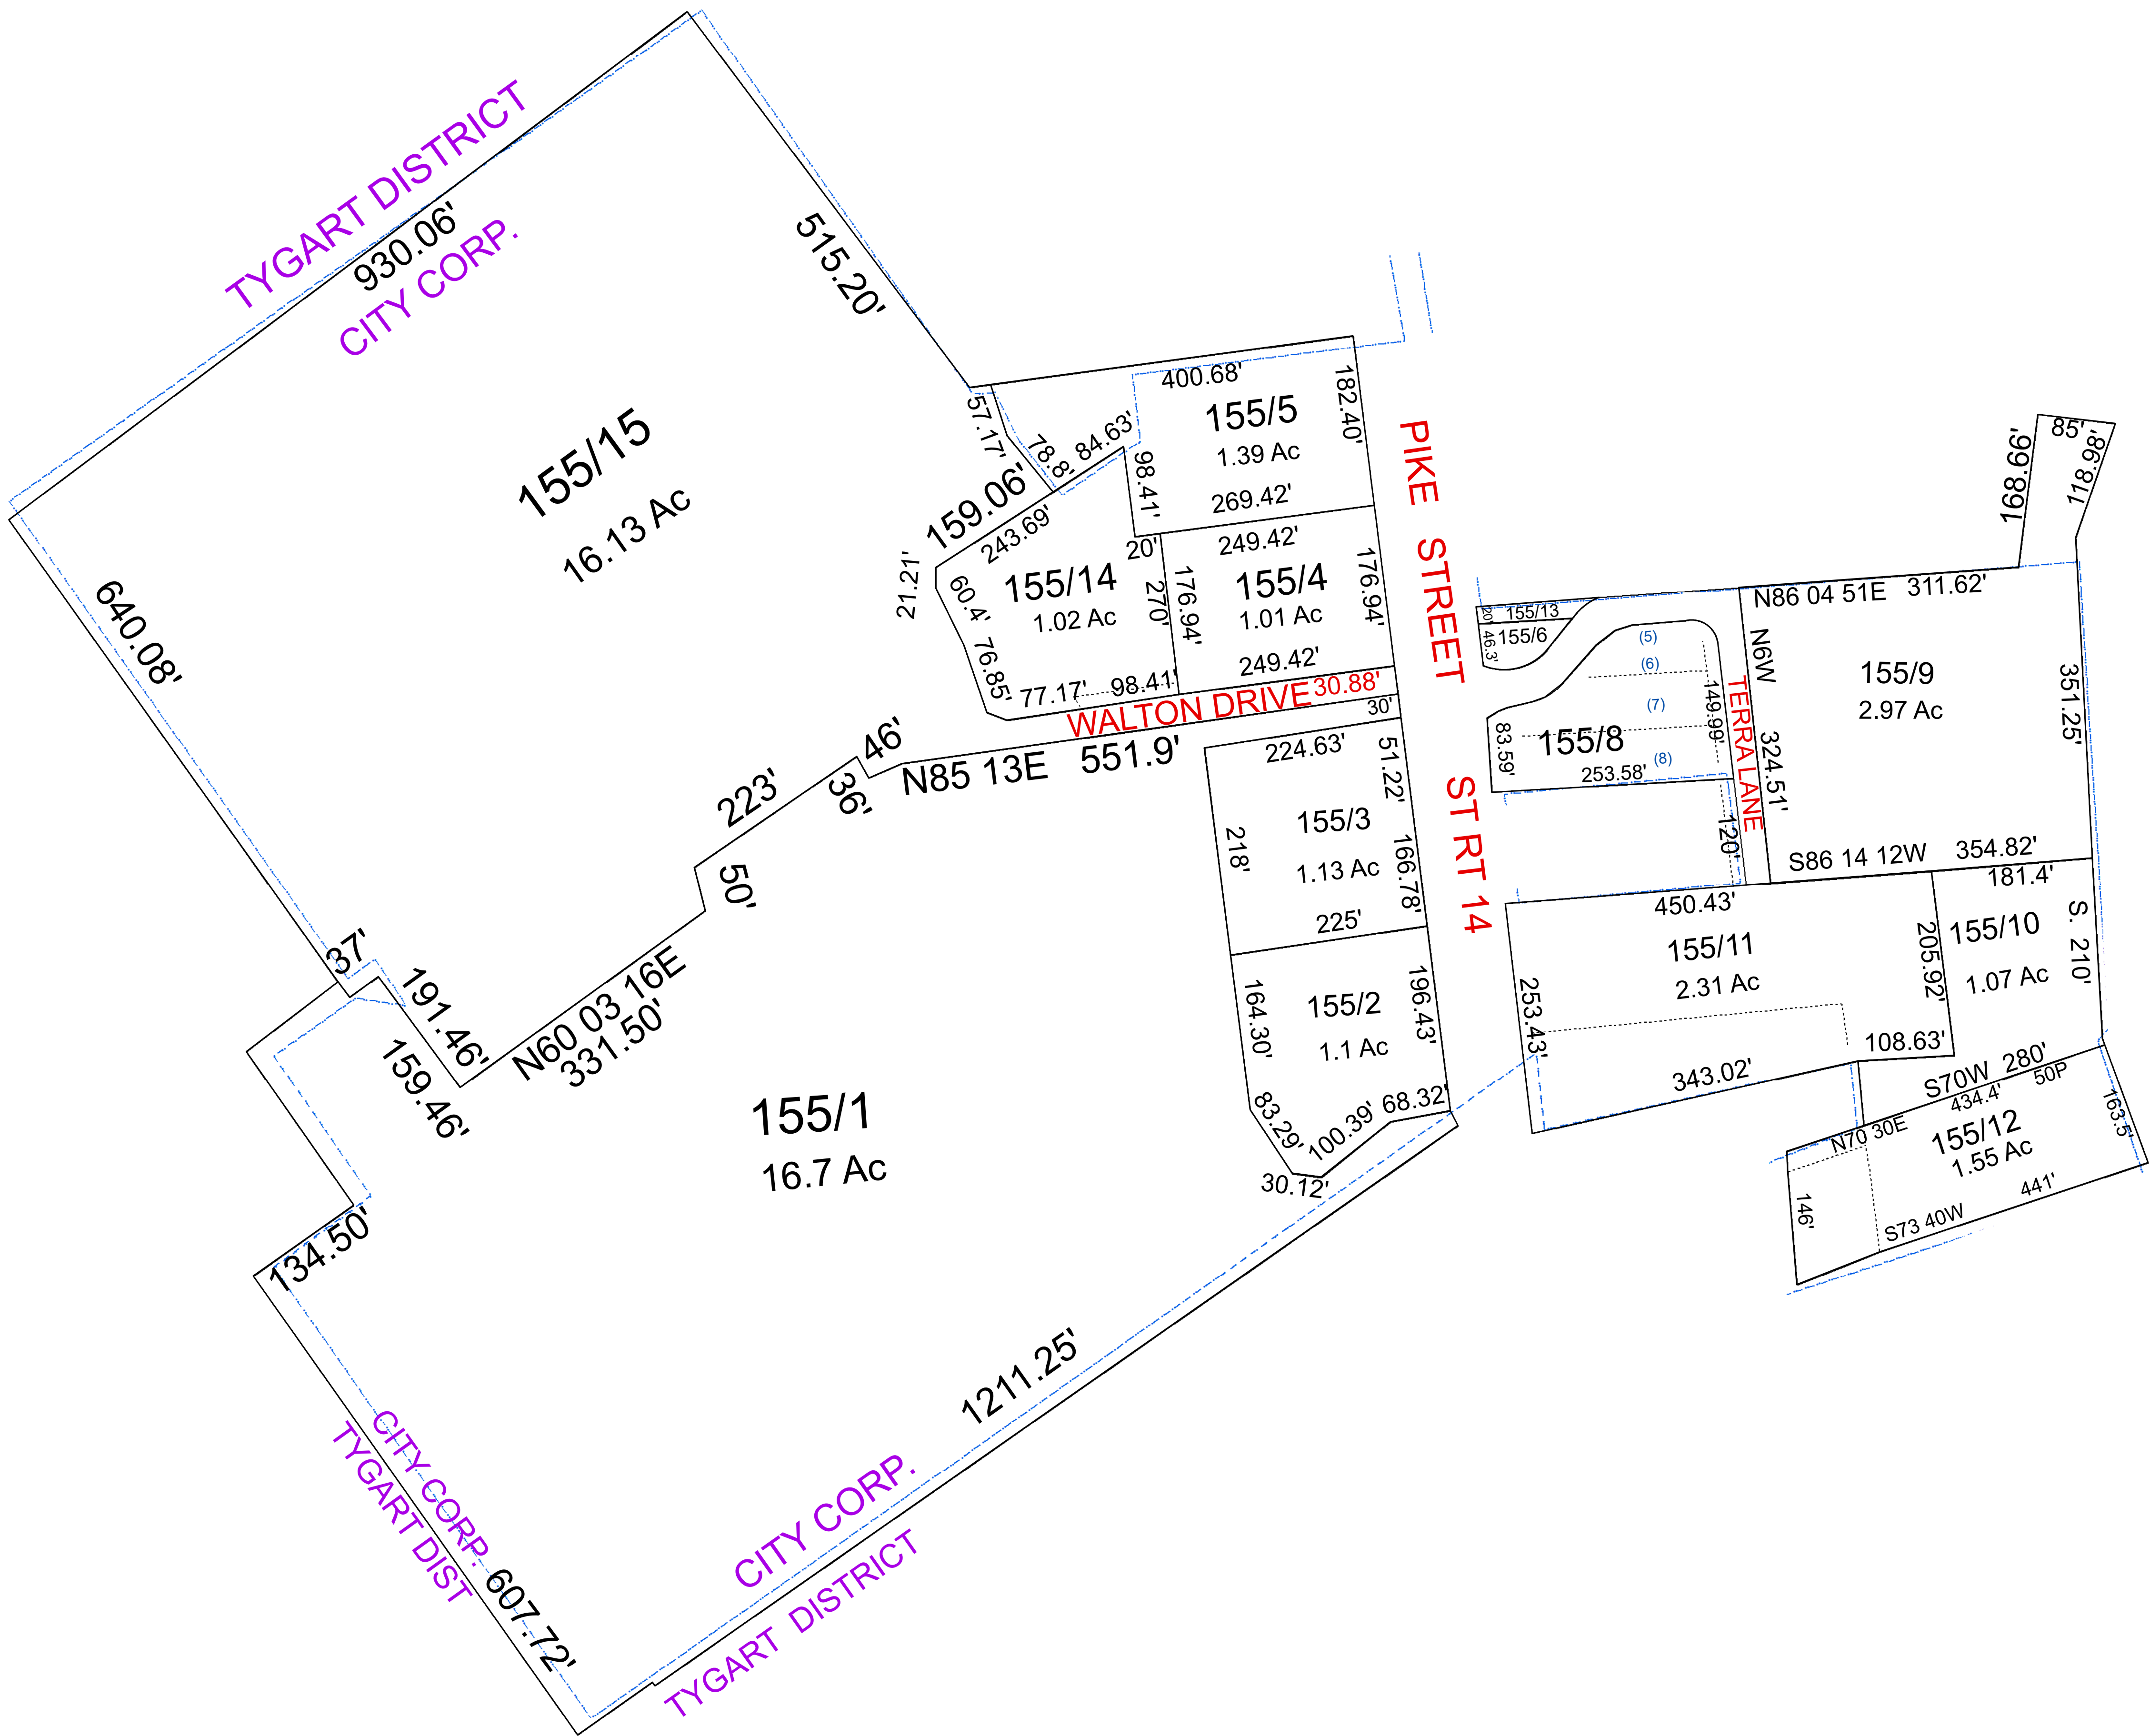 TYGART DISTRICT
930.06'
CITY CORP.
515.20'
155/15
16.13 Ac
640.08'
400.68'
182.40'
155/5
1.39 Ac
57.17'
78.8'
84.63'
98.41'
269.42'
159.06'
243.69'
20'
249.42'
21.21'
60.4'
155/14
1.02 Ac
270'
176.94'
155/4
1.01 Ac
176.94'
76.85'
77.17'
98.41'
249.42'
WALTON DRIVE
30.88'
30'
PIKE STREET
ST RT 14
85'
168.66'
118.98'
20'
155/13
46.3'
155/6
(5)
(6)
(7)
(8)
149.99'
TERRA LANE
83.59'
155/8
253.58'
120'
N86 04 51E 311.62'
N6W
324.51'
155/9
2.97 Ac
351.25'
S86 14 12W 354.82'
46'
36'
223'
N85 13E 551.9'
50'
224.63'
51.22'
218'
155/3
1.13 Ac
166.78'
225'
37'
191.46'
159.46'
N60 03 16E
331.50'
155/1
16.7 Ac
164.30'
155/2
1.1 Ac
196.43'
83.29'
100.39'
68.32'
30.12'
450.43'
155/11
2.31 Ac
253.43'
343.02'
205.92'
108.63'
181.4'
155/10
1.07 Ac
S. 210'
S70W 280'
434.4'
50P
N70 30E
155/12
1.55 Ac
163.5'
146'
S73 40W
441'
134.50'
1211.25'
CITY CORP.
TYGART DIST
607.72'
CITY CORP.
TYGART DISTRICT